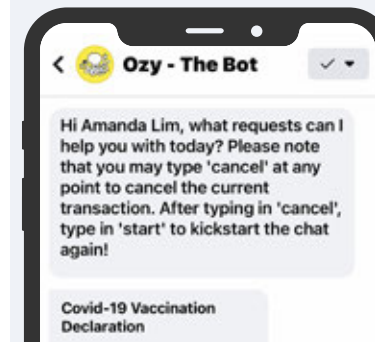 Ozy - The Bot
Hi Amanda Lim, what requests can I
help you with today? Please note
that you may type 'cancel' at any
point to cancel the current
transaction. After typing in 'cancel',
type in 'start' to kickstart the chat
again!
Covid-19 Vaccination
Declaration